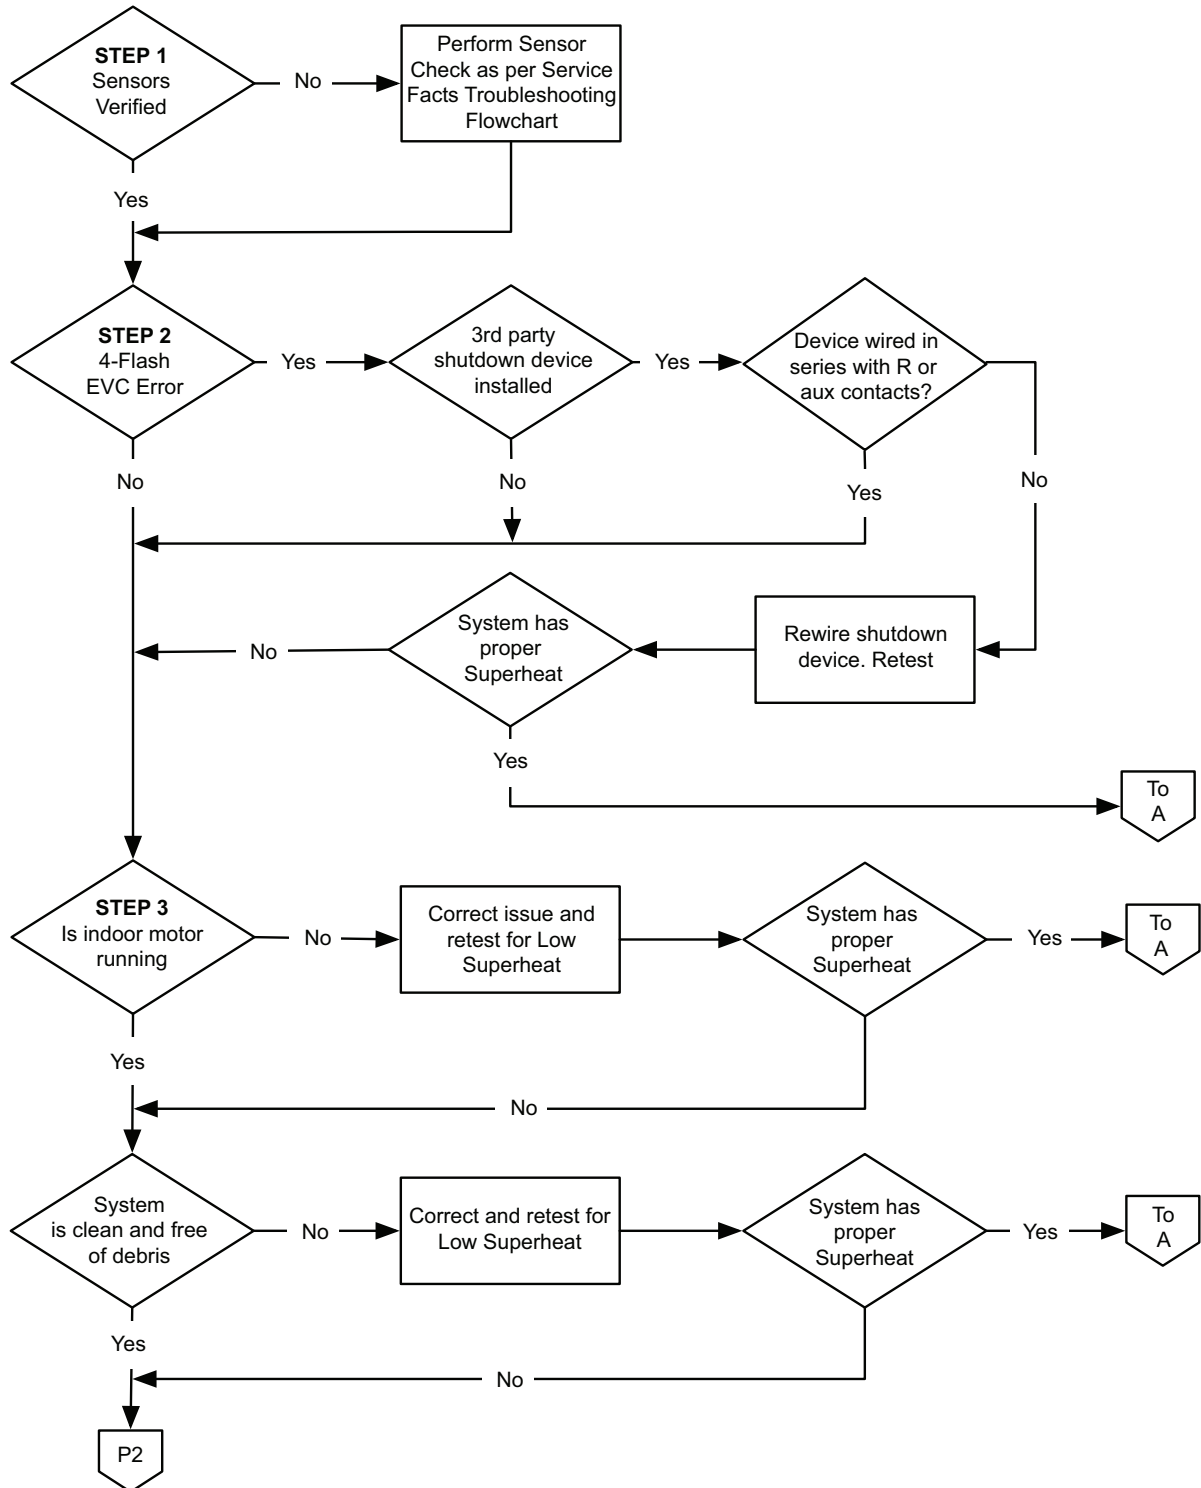 STEP 1
Sensors
Verified
No
Perform Sensor
Check as per Service
Facts Troubleshooting
Flowchart
Yes
STEP 2
4-Flash
EVC Error
Yes
3rd party
shutdown device
installed
Yes
Device wired in
series with R or
aux contacts?
No
No
Yes
No
System has
proper
Superheat
No
Rewire shutdown
device. Retest
Yes
To
A
STEP 3
Is indoor motor
running
No
Correct issue and
retest for Low
Superheat
System has
proper
Superheat
Yes
To
A
Yes
No
System
is clean and free
of debris
No
Correct and retest for
Low Superheat
System has
proper
Superheat
Yes
To
A
Yes
No
P2